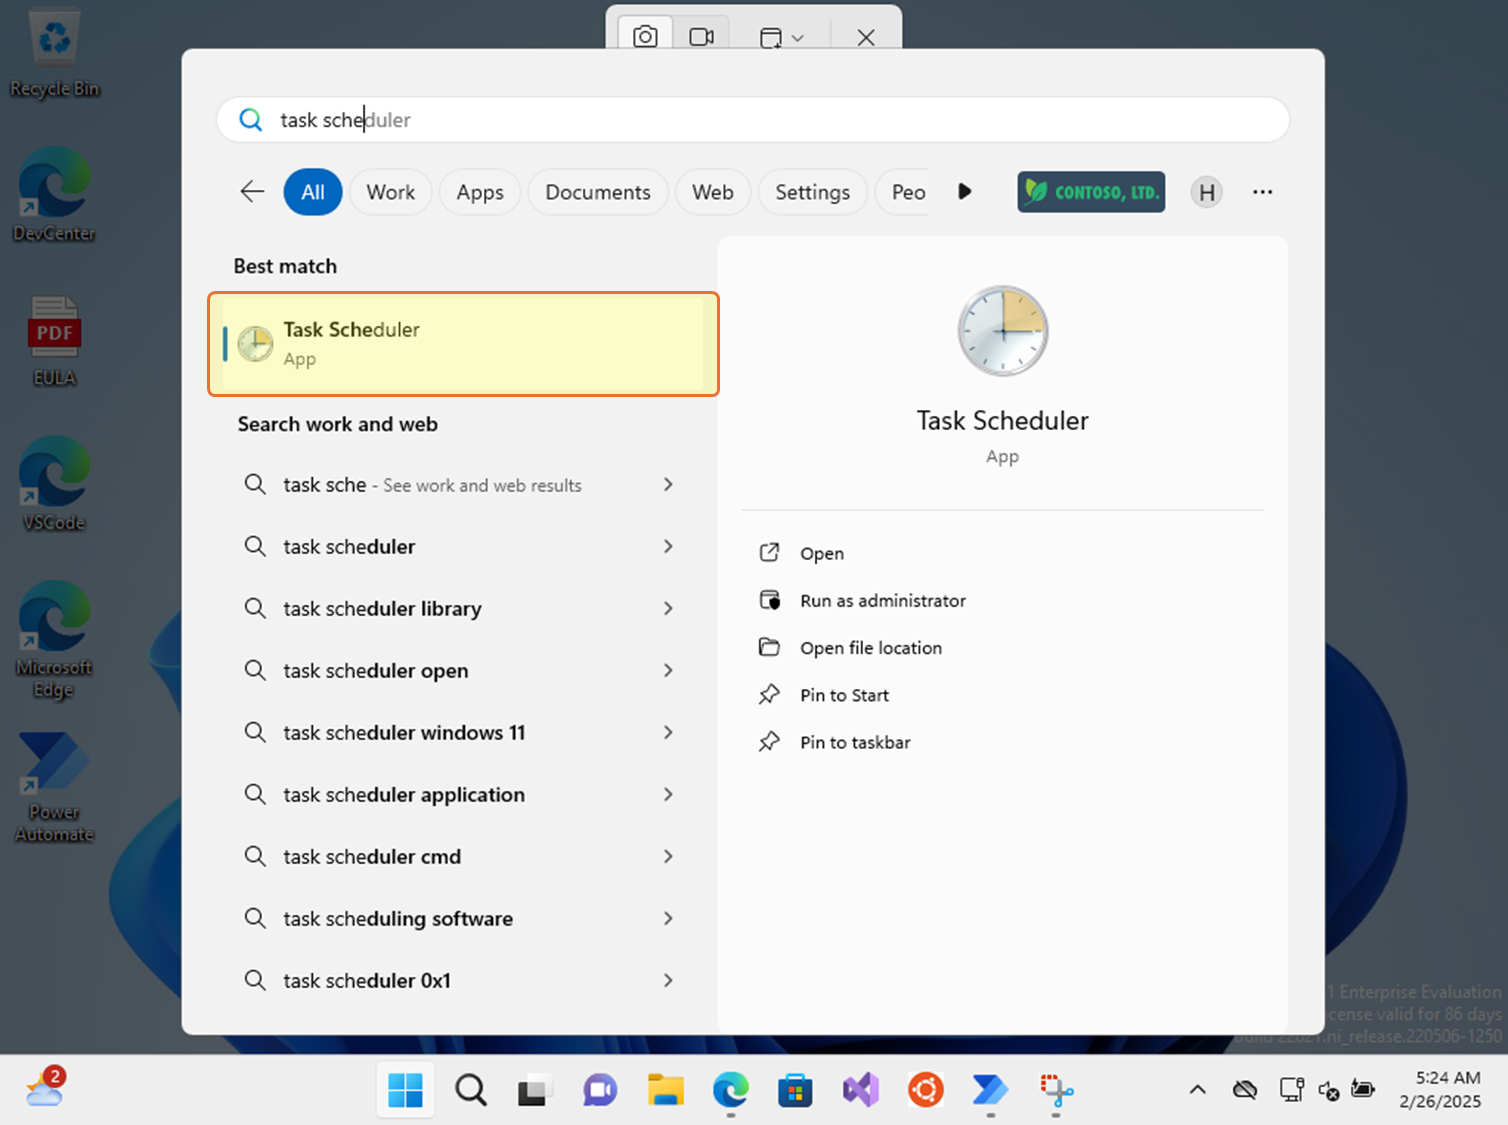 Recycle Bin
DevCenter
PDF
EULA
VSCode
Microsoft
Edge
Power
Automate
task scheduler
All
Work
Apps
Documents
Web
Settings
Peo
CONTOSO, LTD.
H
Best match
Task Scheduler
App
Search work and web
task sche - See work and web results
task scheduler
task scheduler library
task scheduler open
task scheduler windows 11
task scheduler application
task scheduler cmd
task scheduling software
task scheduler 0x1
Task Scheduler
App
Open
Run as administrator
Open file location
Pin to Start
Pin to taskbar
1 Enterprise Evaluation
cense valid for 86 days
Build 22621.ni_release.220506-1250
2
5:24 AM
2/26/2025